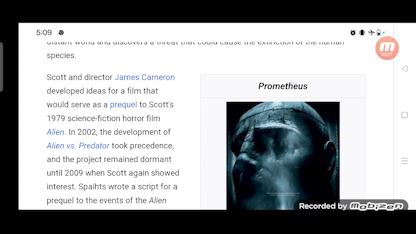 5:09
distant world and discovers a threat that could cause the extinction of the human
species.
Scott and director James Cameron
developed ideas for a film that
would serve as a prequel to Scott's
1979 science-fiction horror film
Alien. In 2002, the development of
Alien vs. Predator took precedence,
and the project remained dormant
until 2009 when Scott again showed
interest. Spaihts wrote a script for a
prequel to the events of the Alien
Prometheus
Recorded by Mobizen